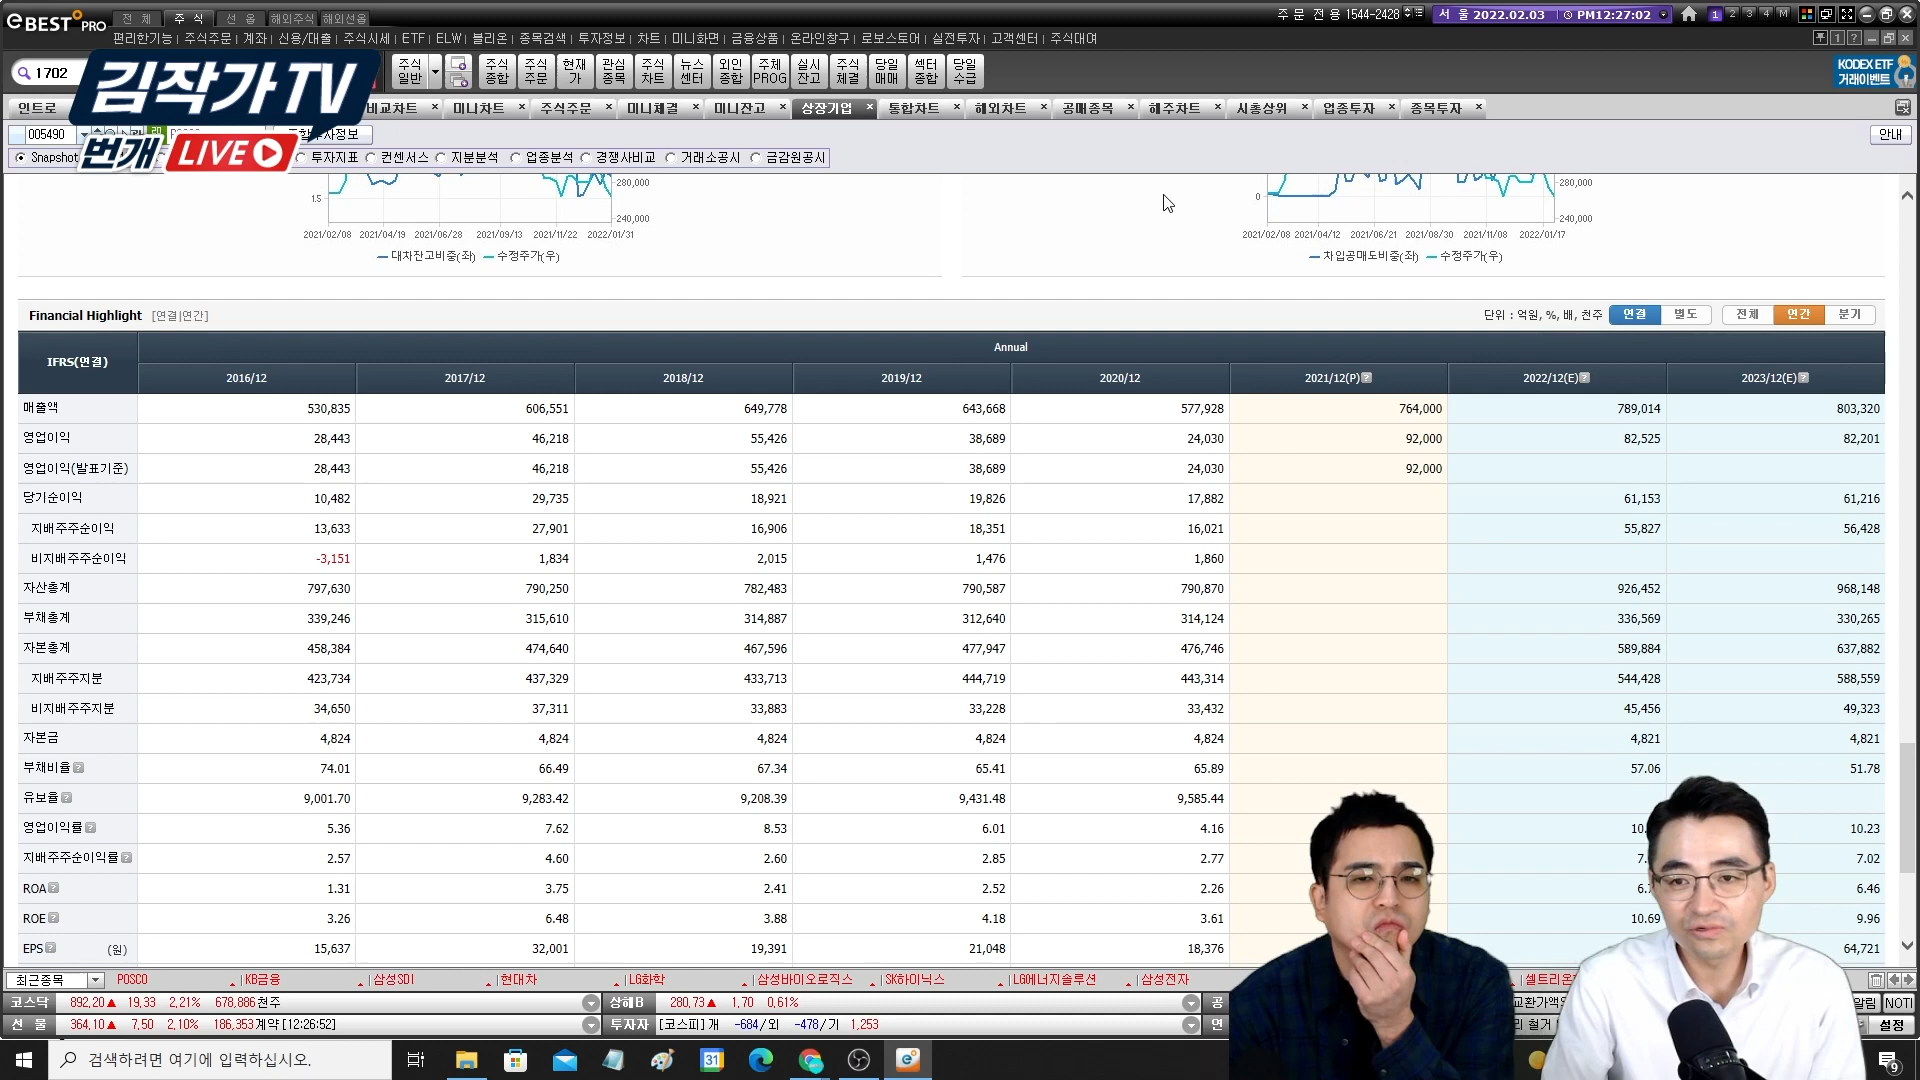 eBEST PRO 전 체 주 식 선 옵 해외주식 해외선옵 주 문 전 용 1544-2428 서 울 2022.02.03 PM12:27:02 1 2 3 4 M
편리한기능 주식주문 계좌 신용/대출 주식시세 ETF ELW 블리온 종목검색 투자정보 차트 미니화면 금융상품 온라인창구 로보스토어 실전투자 고객센터 주식대여
1702 주식 일반 주식 종합 주식 주문 현재 가 관심 종목 주식 차트 뉴스 센터 외인 종합 주체 PROG 실시 잔고 주식 체결 당일 매매 섹터 종합 당일 수급 KODEX ETF 거래이벤트
김작가TV
번개 LIVE
인트로 비교차트 미니차트 주식주문 미니체결 미니잔고 상장기업 통합차트 해외차트 공매종목 해주차트 시총상위 업종투자 종목투자
005490 안내
Snapshot 투자지표 컨센서스 지분분석 업종분석 경쟁사비교 거래소공시 금감원공시
280,000 280,000
1.5 0
240,000 240,000
2021/02/08 2021/04/19 2021/06/28 2021/09/13 2021/11/22 2022/01/31 2021/02/08 2021/04/12 2021/06/21 2021/08/30 2021/11/08 2022/01/17
대차잔고비중(좌) 수정주가(우) 차입공매도비중(좌) 수정주가(우)
Financial Highlight [연결|연간] 단위 : 억원, %, 배, 천주 연결 별도 전체 연간 분기
IFRS(연결) Annual
2016/12 2017/12 2018/12 2019/12 2020/12 2021/12(P) 2022/12(E) 2023/12(E)
매출액 530,835 606,551 649,778 643,668 577,928 764,000 789,014 803,320
영업이익 28,443 46,218 55,426 38,689 24,030 92,000 82,525 82,201
영업이익(발표기준) 28,443 46,218 55,426 38,689 24,030 92,000
당기순이익 10,482 29,735 18,921 19,826 17,882 61,153 61,216
지배주주순이익 13,633 27,901 16,906 18,351 16,021 55,827 56,428
비지배주주순이익 -3,151 1,834 2,015 1,476 1,860
자산총계 797,630 790,250 782,483 790,587 790,870 926,452 968,148
부채총계 339,246 315,610 314,887 312,640 314,124 336,569 330,265
자본총계 458,384 474,640 467,596 477,947 476,746 589,884 637,882
지배주주지분 423,734 437,329 433,713 444,719 443,314 544,428 588,559
비지배주주지분 34,650 37,311 33,883 33,228 33,432 45,456 49,323
자본금 4,824 4,824 4,824 4,824 4,824 4,821 4,821
부채비율 74.01 66.49 67.34 65.41 65.89 57.06 51.78
유보율 9,001.70 9,283.42 9,208.39 9,431.48 9,585.44
영업이익률 5.36 7.62 8.53 6.01 4.16 10. 10.23
지배주주순이익률 2.57 4.60 2.60 2.85 2.77 7. 7.02
ROA 1.31 3.75 2.41 2.52 2.26 6. 6.46
ROE 3.26 6.48 3.88 4.18 3.61 10.69 9.96
EPS (원) 15,637 32,001 19,391 21,048 18,376 64,721
최근종목 POSCO KB금융 삼성SDI 현대차 LG화학 삼성바이오로직스 SK하이닉스 LG에너지솔루션 삼성전자 셀트리온
코스닥 892,20▲ 19,33 2,21% 678,886천주 상해B 280,73▲ 1,70 0,61% 공 교환가액 알림 NOTI
선 물 364,10▲ 7,50 2,10% 186,353계약 [12:26:52] 투자자 [코스피] 개 -684/외 -478/기 1,253 연 리 철거 설정
검색하려면 여기에 입력하십시오. 31 9